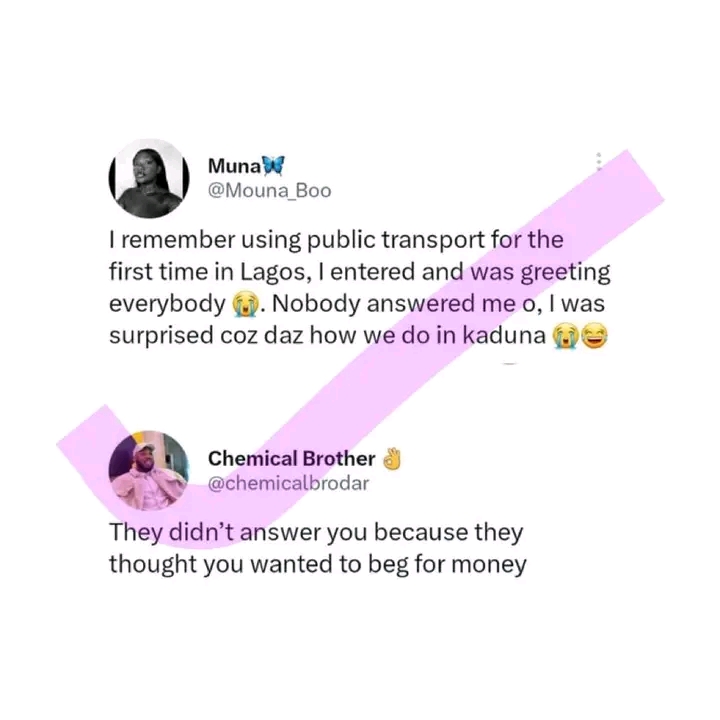 Muna🦋
@Mouna_Boo
I remember using public transport for the
first time in Lagos, I entered and was greeting
everybody 😭. Nobody answered me o, I was
surprised coz daz how we do in kaduna 😭😂
Chemical Brother 👌
@chemicalbrodar
They didn't answer you because they
thought you wanted to beg for money